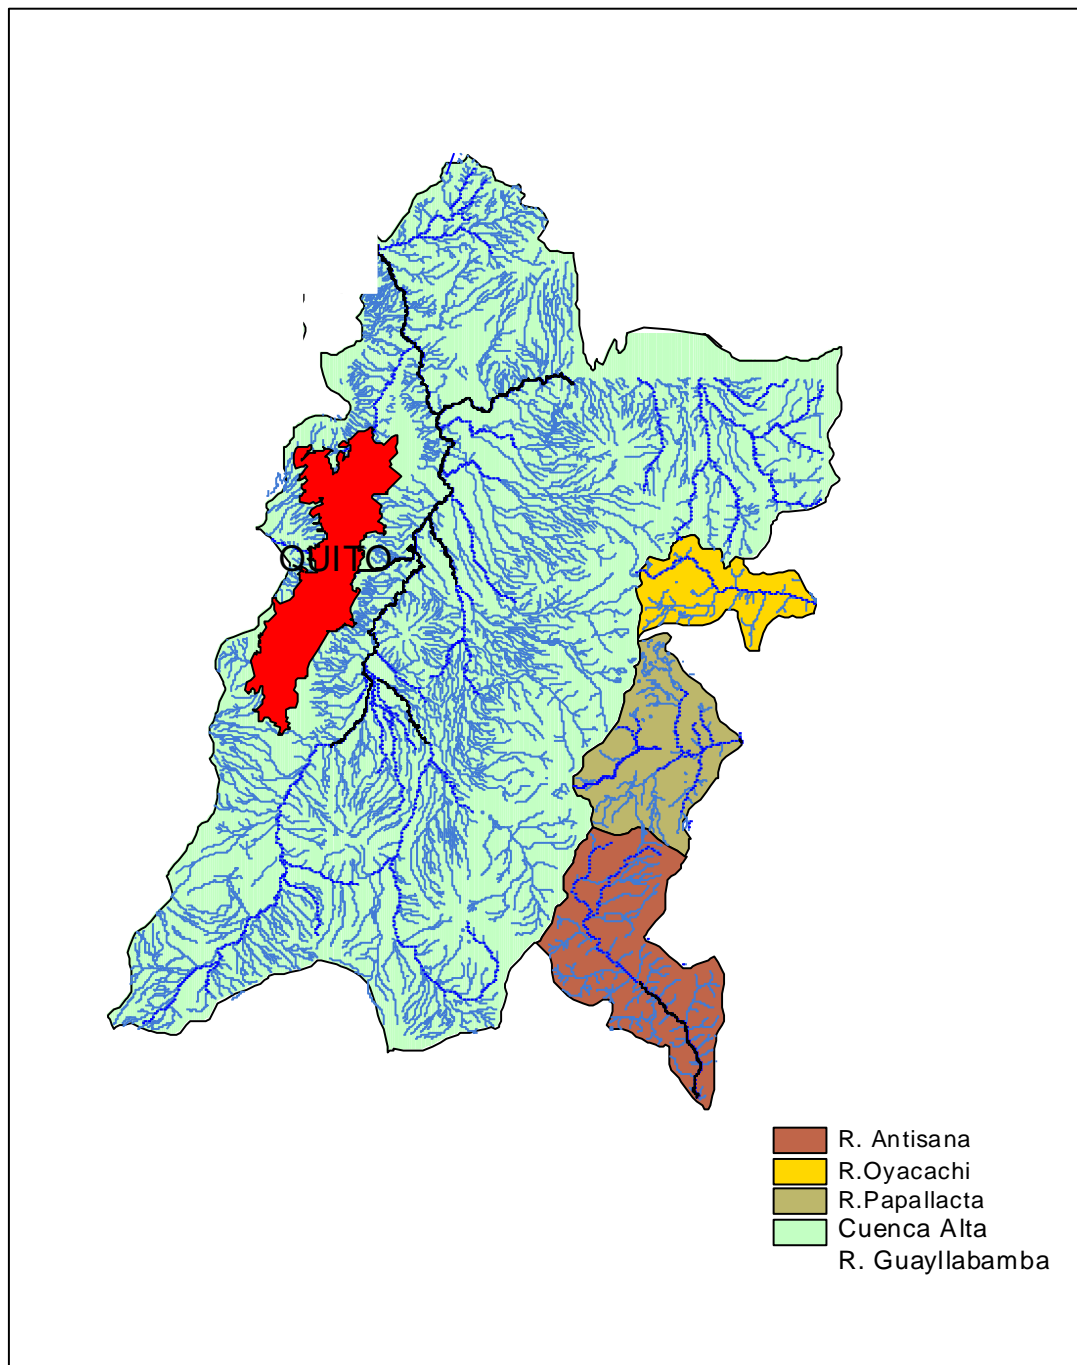 QUITO
R. Antisana
R.Oyacachi
R.Papallacta
Cuenca Alta
R. Guayllabamba